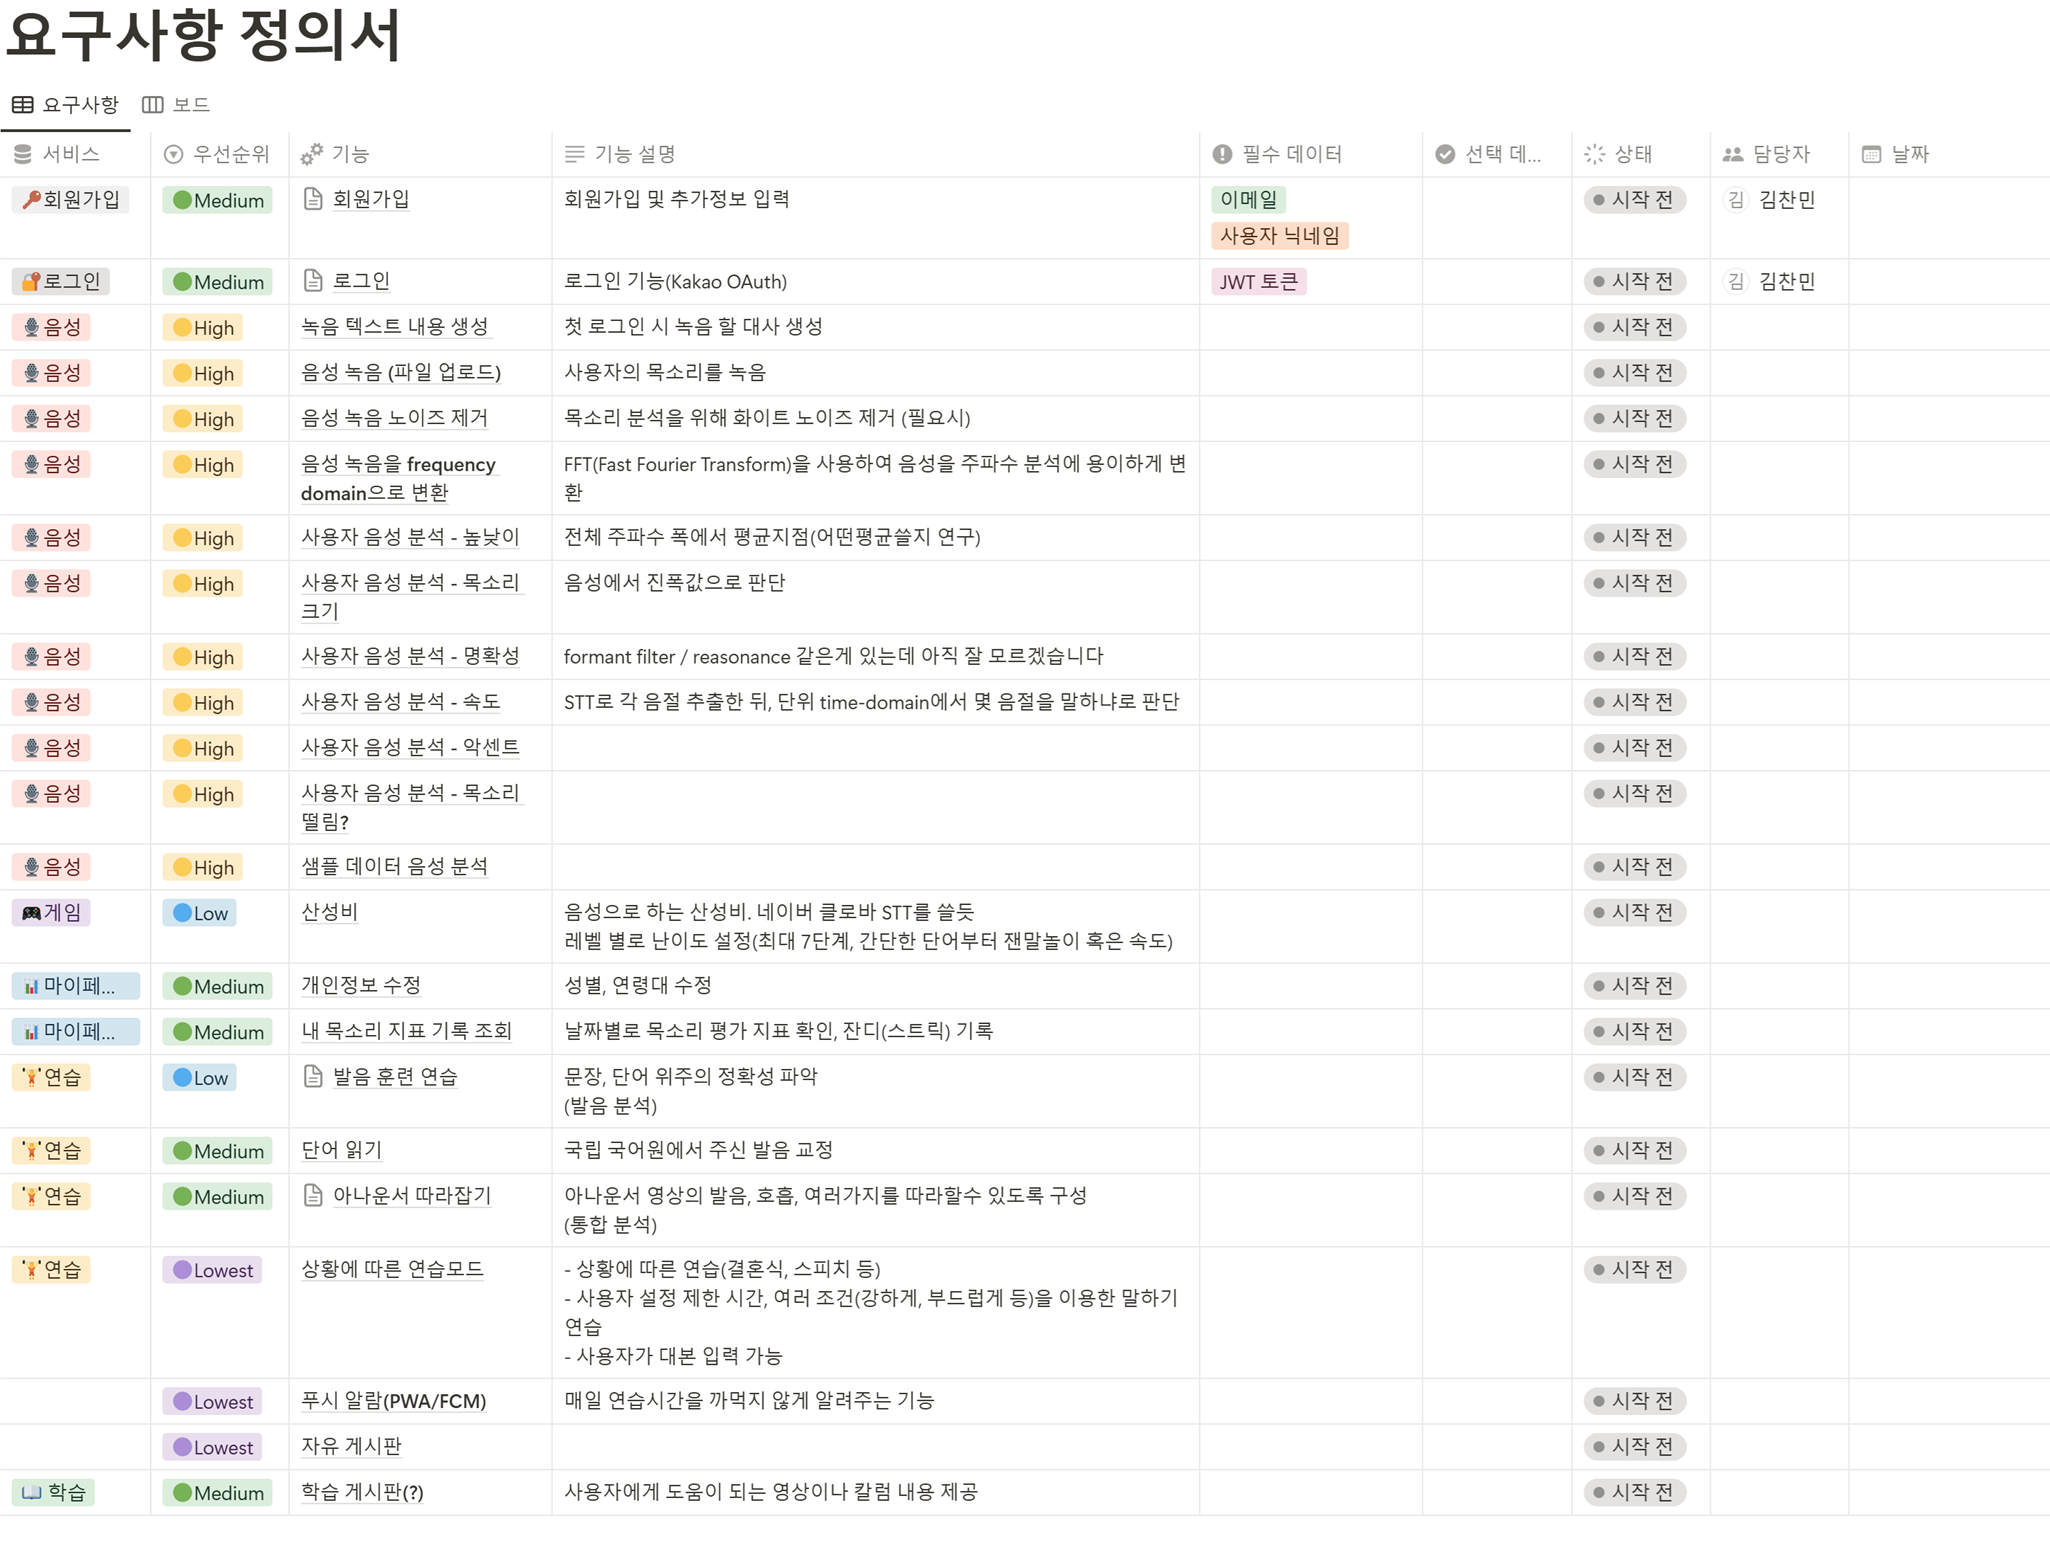 요구사항 정의서
요구사항 보드
서비스 우선순위 기능 기능 설명 필수 데이터 선택 데... 상태 담당자 날짜
회원가입 Medium 회원가입 회원가입 및 추가정보 입력 이메일 시작 전 김 김찬민
사용자 닉네임
로그인 Medium 로그인 로그인 기능(Kakao OAuth) JWT 토큰 시작 전 김 김찬민
음성 High 녹음 텍스트 내용 생성 첫 로그인 시 녹음 할 대사 생성 시작 전
음성 High 음성 녹음 (파일 업로드) 사용자의 목소리를 녹음 시작 전
음성 High 음성 녹음 노이즈 제거 목소리 분석을 위해 화이트 노이즈 제거 (필요시) 시작 전
음성 High 음성 녹음을 frequency FFT(Fast Fourier Transform)을 사용하여 음성을 주파수 분석에 용이하게 변 시작 전
domain으로 변환 환
음성 High 사용자 음성 분석 - 높낮이 전체 주파수 폭에서 평균지점(어떤평균쓸지 연구) 시작 전
음성 High 사용자 음성 분석 - 목소리 음성에서 진폭값으로 판단 시작 전
크기
음성 High 사용자 음성 분석 - 명확성 formant filter / reasonance 같은게 있는데 아직 잘 모르겠습니다 시작 전
음성 High 사용자 음성 분석 - 속도 STT로 각 음절 추출한 뒤, 단위 time-domain에서 몇 음절을 말하냐로 판단 시작 전
음성 High 사용자 음성 분석 - 악센트 시작 전
음성 High 사용자 음성 분석 - 목소리 시작 전
떨림?
음성 High 샘플 데이터 음성 분석 시작 전
게임 Low 산성비 음성으로 하는 산성비. 네이버 클로바 STT를 쓸듯 시작 전
레벨 별로 난이도 설정(최대 7단계, 간단한 단어부터 잰말놀이 혹은 속도)
마이페... Medium 개인정보 수정 성별, 연령대 수정 시작 전
마이페... Medium 내 목소리 지표 기록 조회 날짜별로 목소리 평가 지표 확인, 잔디(스트릭) 기록 시작 전
연습 Low 발음 훈련 연습 문장, 단어 위주의 정확성 파악 시작 전
(발음 분석)
연습 Medium 단어 읽기 국립 국어원에서 주신 발음 교정 시작 전
연습 Medium 아나운서 따라잡기 아나운서 영상의 발음, 호흡, 여러가지를 따라할수 있도록 구성 시작 전
(통합 분석)
연습 Lowest 상황에 따른 연습모드 - 상황에 따른 연습(결혼식, 스피치 등) 시작 전
- 사용자 설정 제한 시간, 여러 조건(강하게, 부드럽게 등)을 이용한 말하기
연습
- 사용자가 대본 입력 가능
Lowest 푸시 알람(PWA/FCM) 매일 연습시간을 까먹지 않게 알려주는 기능 시작 전
Lowest 자유 게시판 시작 전
학습 Medium 학습 게시판(?) 사용자에게 도움이 되는 영상이나 칼럼 내용 제공 시작 전